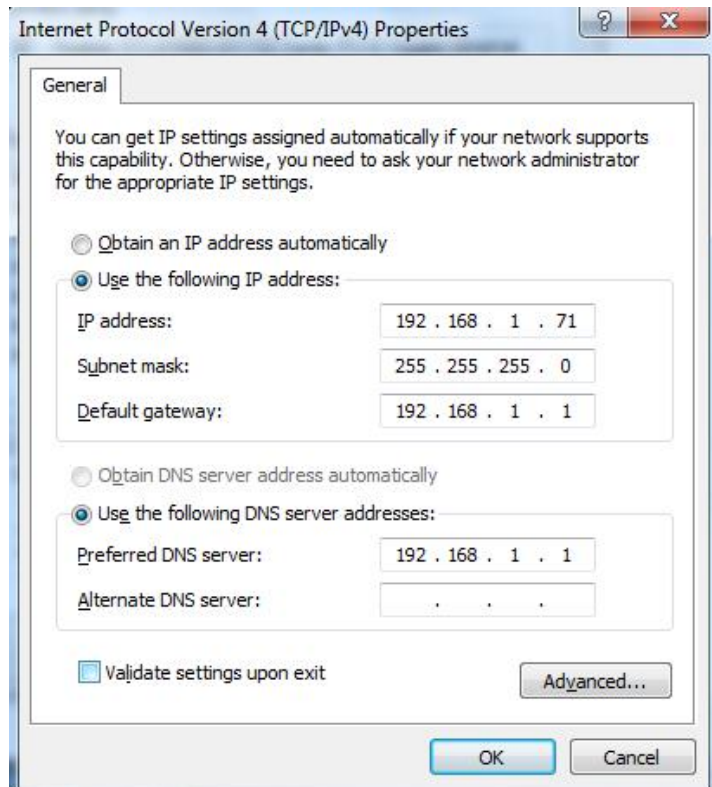 Internet Protocol Version 4 (TCP/IPv4) Properties
General
You can get IP settings assigned automatically if your network supports
this capability. Otherwise, you need to ask your network administrator
for the appropriate IP settings.
Obtain an IP address automatically
Use the following IP address:
IP address: 192 . 168 . 1 . 71
Subnet mask: 255 . 255 . 255 . 0
Default gateway: 192 . 168 . 1 . 1
Obtain DNS server address automatically
Use the following DNS server addresses:
Preferred DNS server: 192 . 168 . 1 . 1
Alternate DNS server: . . .
Validate settings upon exit
Advanced...
OK Cancel